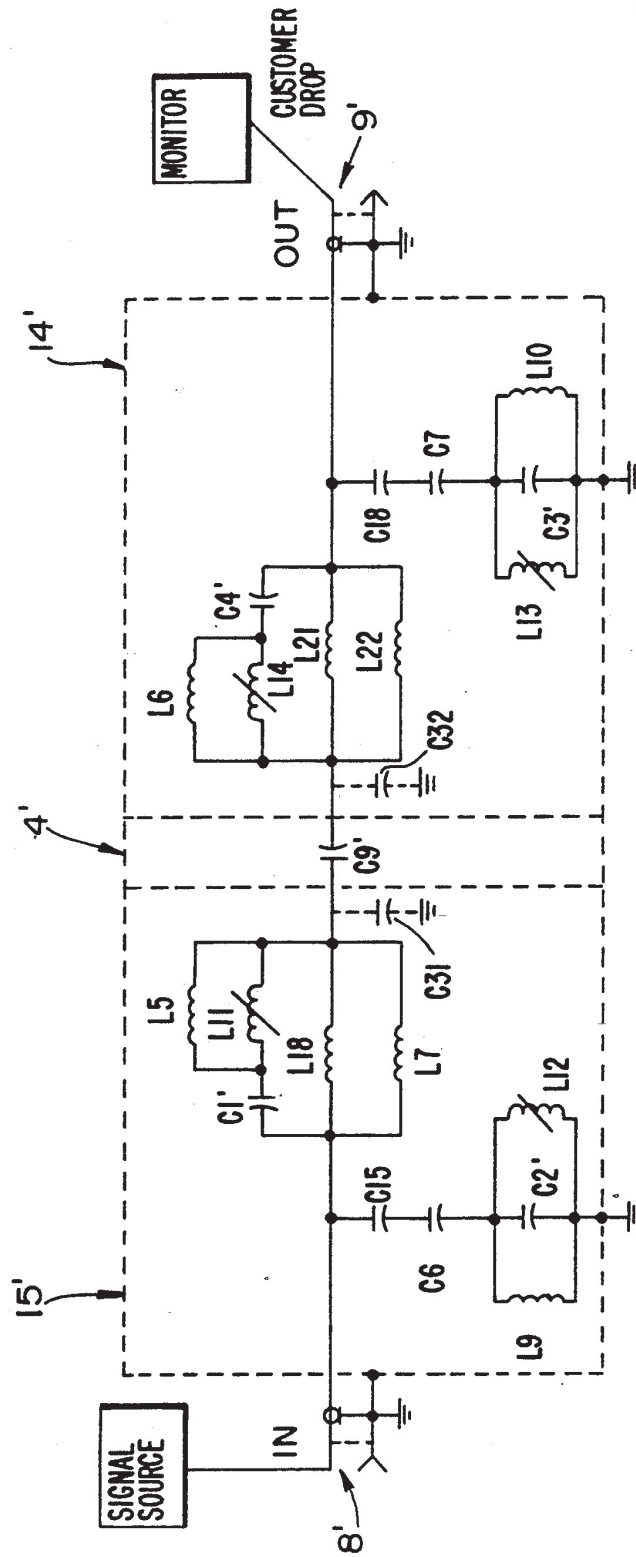 SIGNAL
SOURCE
8'
IN
15'
L9
C6
C15
C2'
L12
C1'
L5
L11
L18
L7
C31
4'
C9'
C32
L6
L14
C4'
L21
L22
14'
C18
C7
L13
C3'
L10
OUT
9'
MONITOR
CUSTOMER
DROP